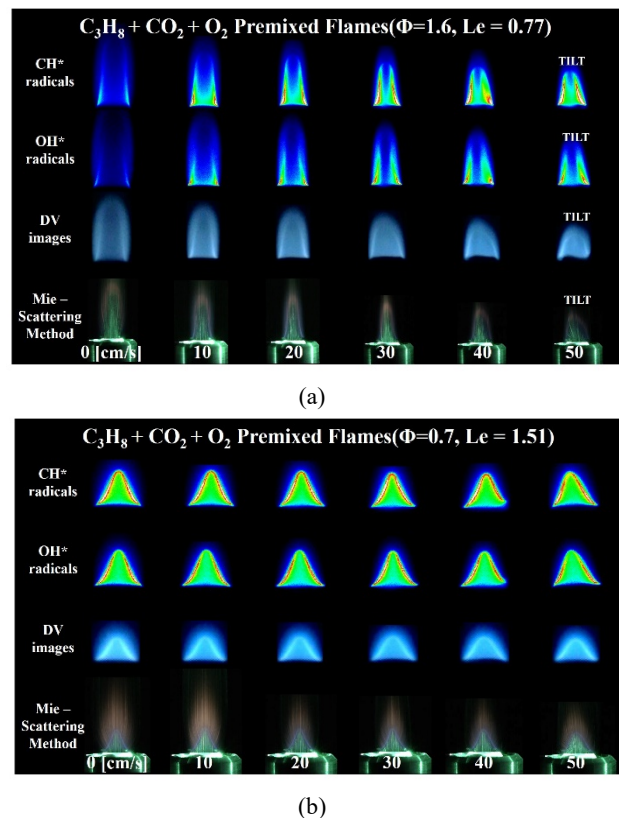 C₃H₈ + CO₂ + O₂ Premixed Flames(Φ=1.6, Le = 0.77)
CH*
radicals
TILT
OH*
radicals
TILT
DV
images
TILT
Mie –
Scattering
Method
TILT
0 [cm/s] 10 20 30 40 50
(a)
C₃H₈ + CO₂ + O₂ Premixed Flames(Φ=0.7, Le = 1.51)
CH*
radicals
OH*
radicals
DV
images
Mie –
Scattering
Method
0 [cm/s] 10 20 30 40 50
(b)